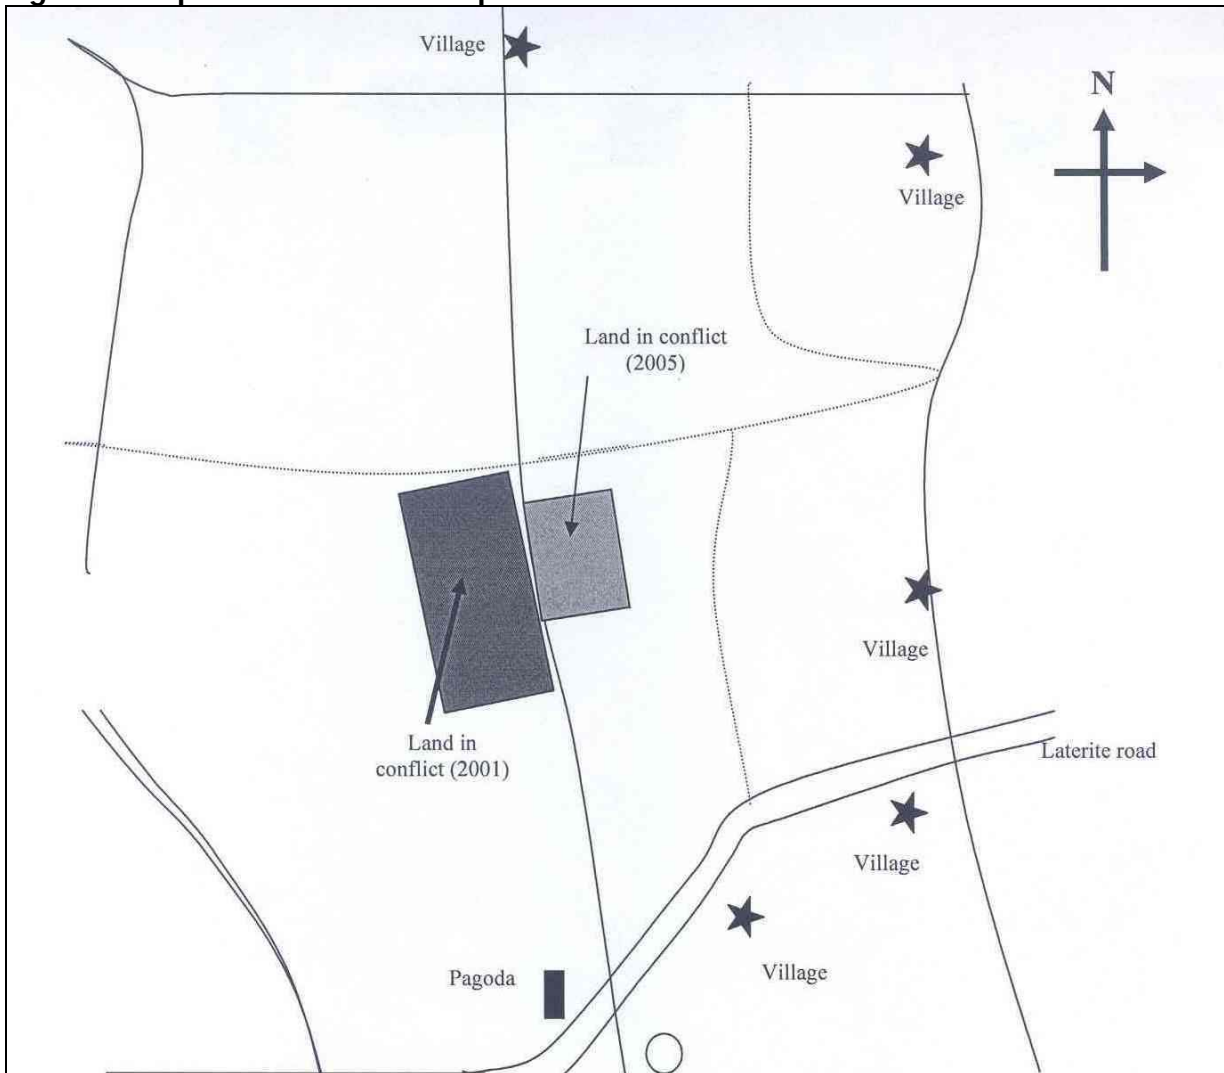 Village
N
Village
Land in conflict
(2005)
Village
Land in
conflict (2001)
Laterite road
Village
Pagoda
Village